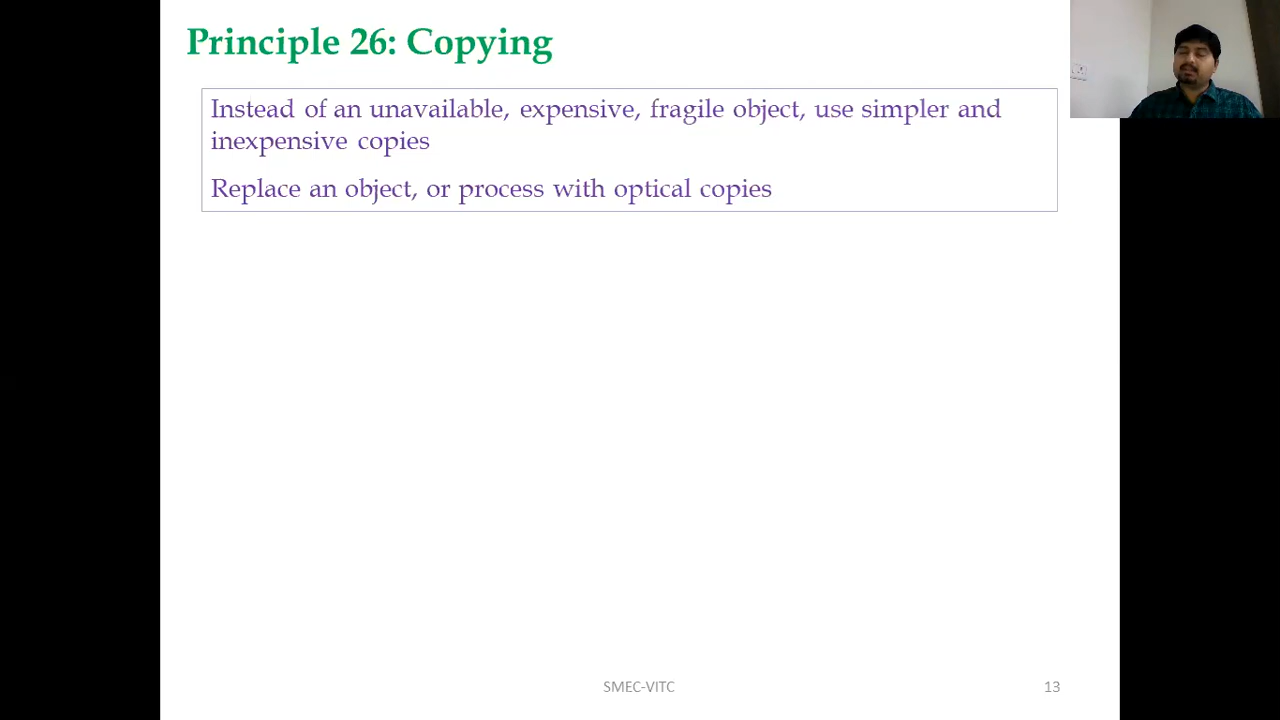 Principle 26: Copying
Instead of an unavailable, expensive, fragile object, use simpler and
inexpensive copies
Replace an object, or process with optical copies
SMEC-VITC
13